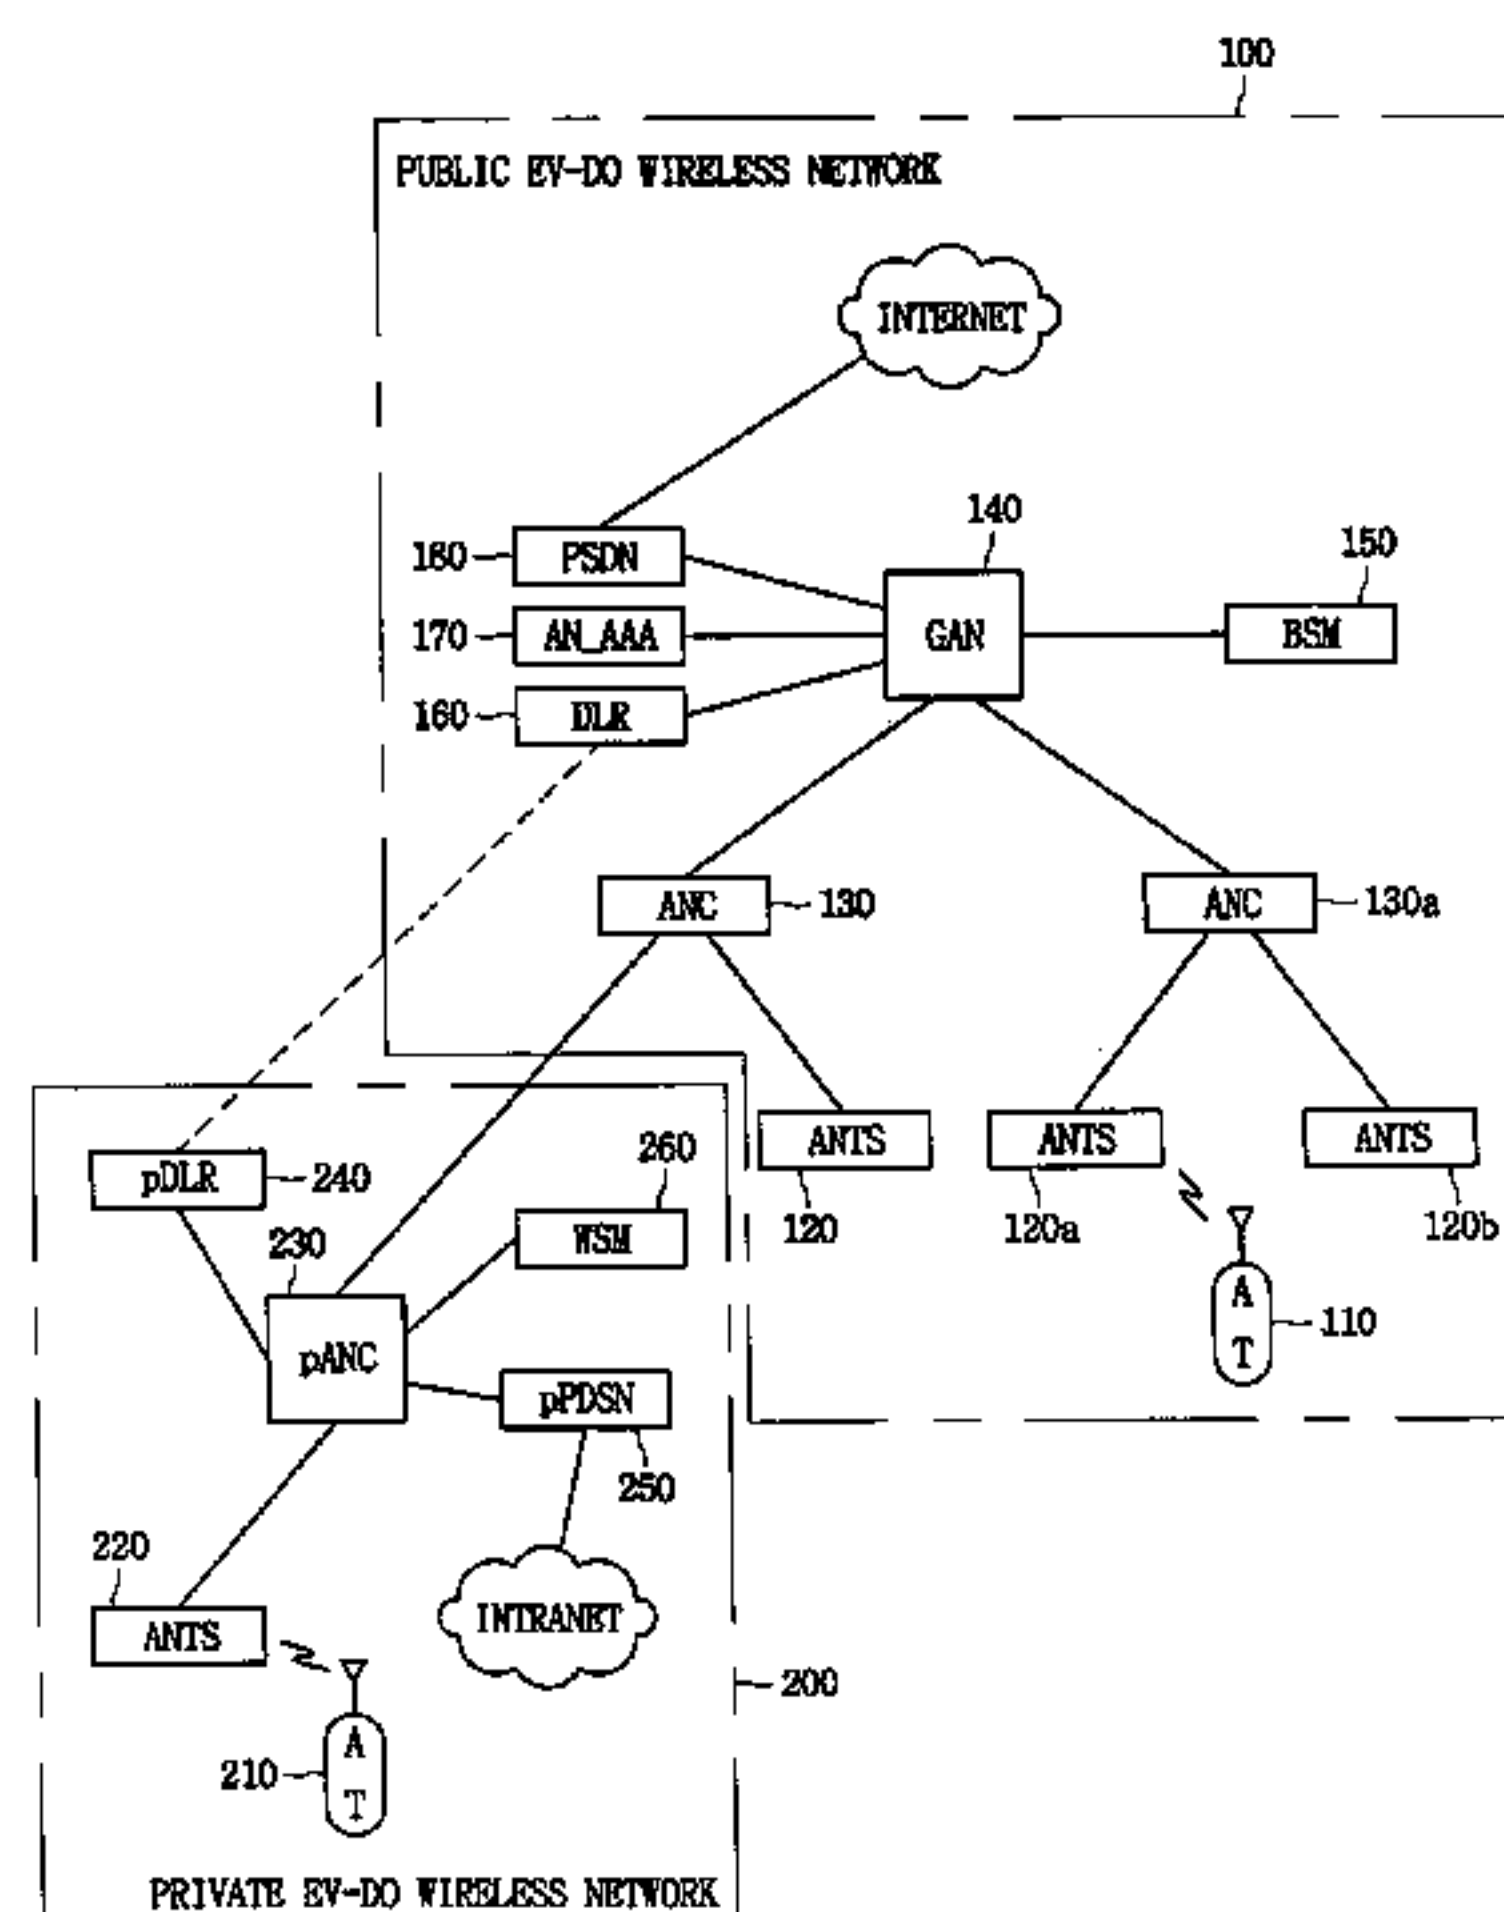 100
PUBLIC EV-DO WIRELESS NETWORK
INTERNET
140
150
180 PSDN
GAN
BSM
170 AN_AAA
160 DLR
ANC 130
ANC 130a
ANTS
ANTS
ANTS
120
120a
120b
A
T
110
pDLR 240
260
WSM
230
pANC
pPDSN
250
220
ANTS
INTRANET
200
A
T
210
PRIVATE EV-DO WIRELESS NETWORK